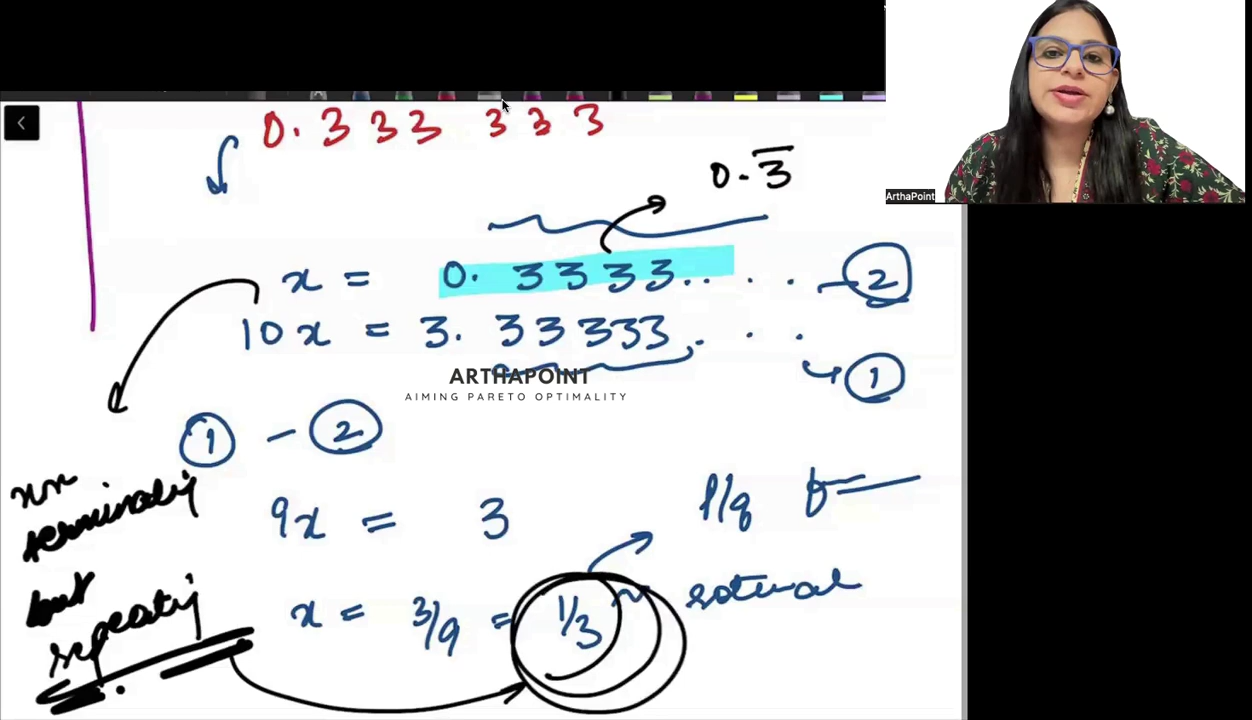 0.333 333
0.3̅
x = 0.3333.... — 2
10x = 3.33333...
1
ARTHAPOINT
AIMING PARETO OPTIMALITY
1 - 2
non
terminating
but
repeating
9x = 3
p/q f
x = 3/9 = 1/3
rational
ArthaPoint